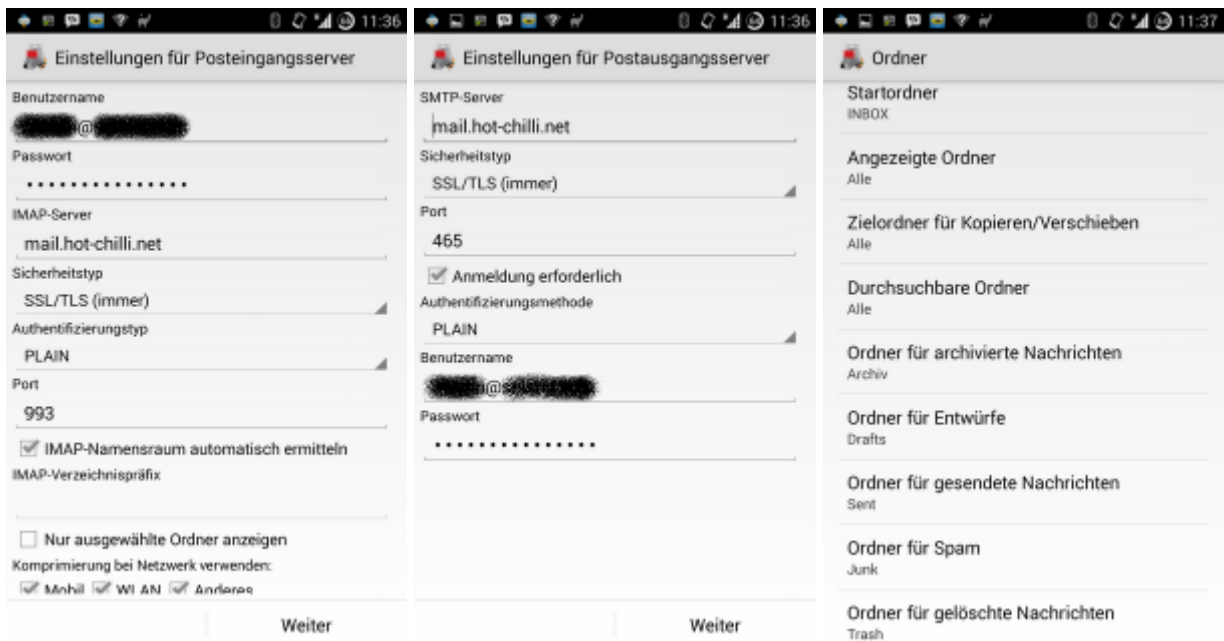 11:36
Einstellungen für Posteingangsserver
Benutzername
@
Passwort
IMAP-Server
mail.hot-chilli.net
Sicherheitstyp
SSL/TLS (immer)
Authentifizierungstyp
PLAIN
Port
993
IMAP-Namensraum automatisch ermitteln
IMAP-Verzeichnispräfix
Nur ausgewählte Ordner anzeigen
Komprimierung bei Netzwerk verwenden:
Mobil WLAN Anderes
Weiter
11:36
Einstellungen für Postausgangsserver
SMTP-Server
mail.hot-chilli.net
Sicherheitstyp
SSL/TLS (immer)
Port
465
Anmeldung erforderlich
Authentifizierungsmethode
PLAIN
Benutzername
@
Passwort
Weiter
11:37
Ordner
Startordner
INBOX
Angezeigte Ordner
Alle
Zielordner für Kopieren/Verschieben
Alle
Durchsuchbare Ordner
Alle
Ordner für archivierte Nachrichten
Archiv
Ordner für Entwürfe
Drafts
Ordner für gesendete Nachrichten
Sent
Ordner für Spam
Junk
Ordner für gelöschte Nachrichten
Trash